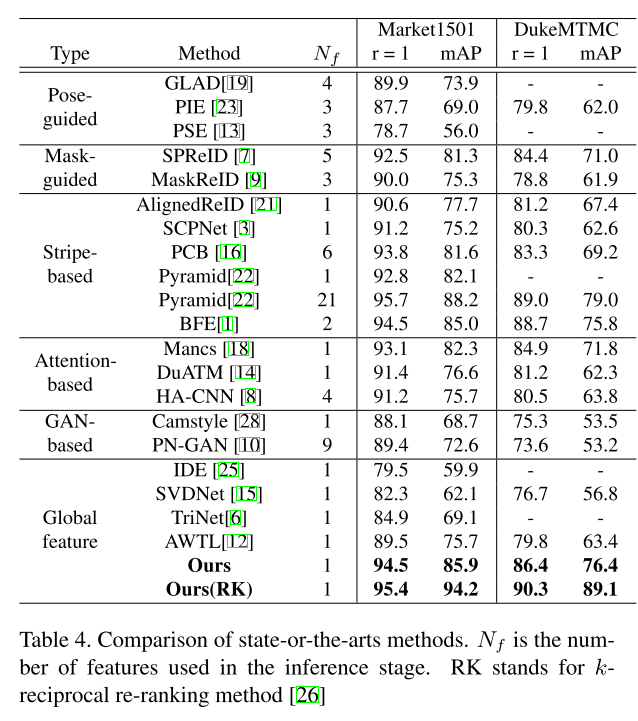 Market1501 DukeMTMC
Type Method N_f r = 1 mAP r = 1 mAP
Pose-guided
GLAD[19] 4 89.9 73.9 - -
PIE [23] 3 87.7 69.0 79.8 62.0
PSE [13] 3 78.7 56.0 - -
Mask-guided
SPReID [7] 5 92.5 81.3 84.4 71.0
MaskReID [9] 3 90.0 75.3 78.8 61.9
Stripe-based
AlignedReID [21] 1 90.6 77.7 81.2 67.4
SCPNet [3] 1 91.2 75.2 80.3 62.6
PCB [16] 6 93.8 81.6 83.3 69.2
Pyramid[22] 1 92.8 82.1 - -
Pyramid[22] 21 95.7 88.2 89.0 79.0
BFE[1] 2 94.5 85.0 88.7 75.8
Attention-based
Mancs [18] 1 93.1 82.3 84.9 71.8
DuATM [14] 1 91.4 76.6 81.2 62.3
HA-CNN [8] 4 91.2 75.7 80.5 63.8
GAN-based
Camstyle [28] 1 88.1 68.7 75.3 53.5
PN-GAN [10] 9 89.4 72.6 73.6 53.2
Global feature
IDE [25] 1 79.5 59.9 - -
SVDNet [15] 1 82.3 62.1 76.7 56.8
TriNet[6] 1 84.9 69.1 - -
AWTL[12] 1 89.5 75.7 79.8 63.4
Ours 1 94.5 85.9 86.4 76.4
Ours(RK) 1 95.4 94.2 90.3 89.1
Table 4. Comparison of state-or-the-arts methods. N_f is the num-
ber of features used in the inference stage. RK stands for k-
reciprocal re-ranking method [26]